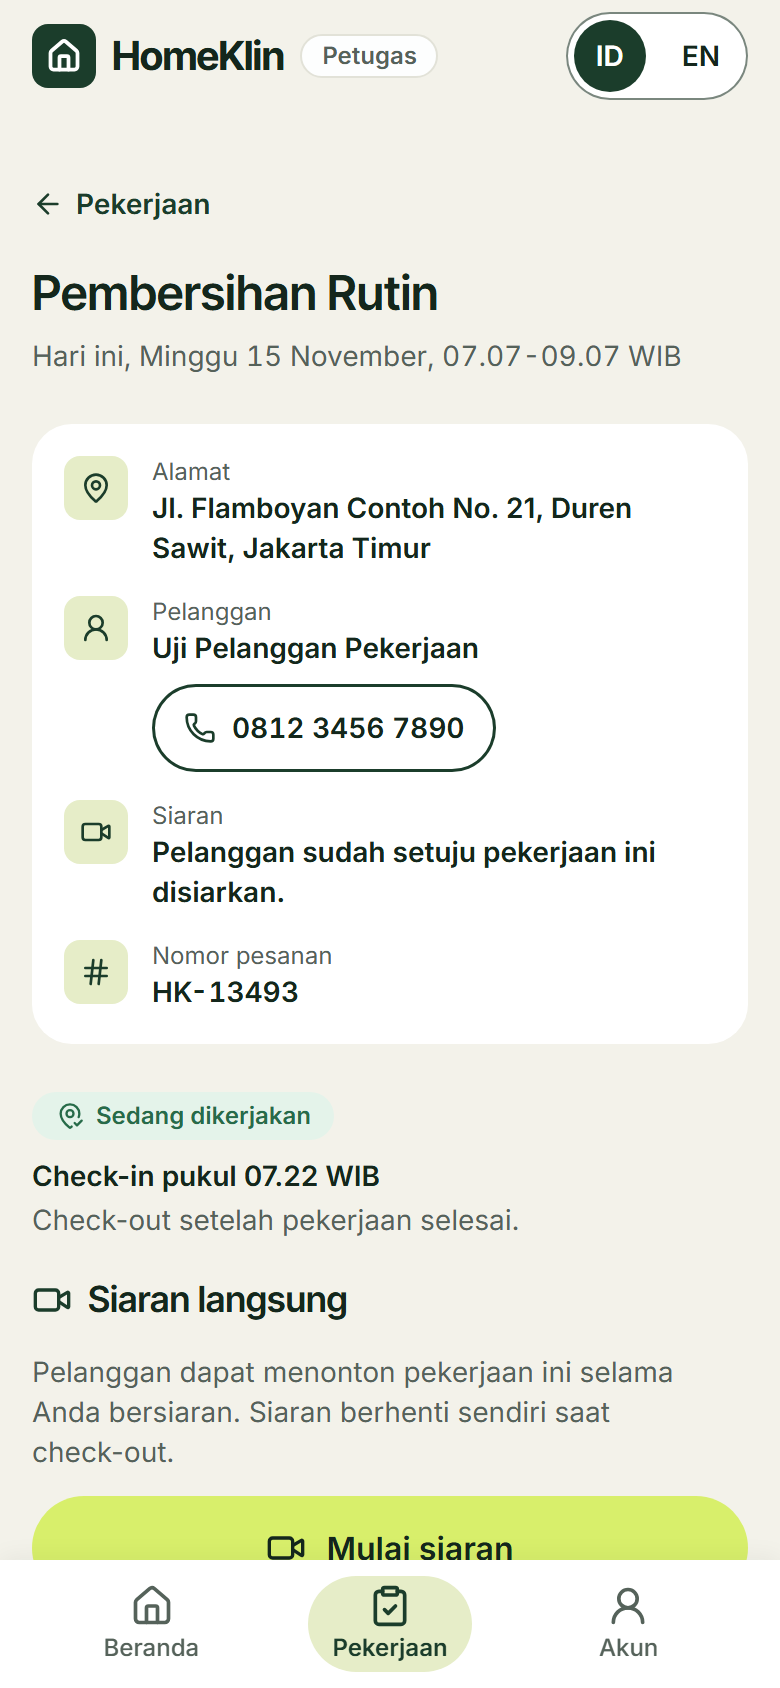 HomeKlin
Petugas
ID
EN
Pekerjaan
Pembersihan Rutin
Hari ini, Minggu 15 November, 07.07-09.07 WIB
Alamat
Jl. Flamboyan Contoh No. 21, Duren
Sawit, Jakarta Timur
Pelanggan
Uji Pelanggan Pekerjaan
0812 3456 7890
Siaran
Pelanggan sudah setuju pekerjaan ini
disiarkan.
Nomor pesanan
HK-13493
Sedang dikerjakan
Check-in pukul 07.22 WIB
Check-out setelah pekerjaan selesai.
Siaran langsung
Pelanggan dapat menonton pekerjaan ini selama
Anda bersiaran. Siaran berhenti sendiri saat
check-out.
Mulai siaran
Beranda
Pekerjaan
Akun